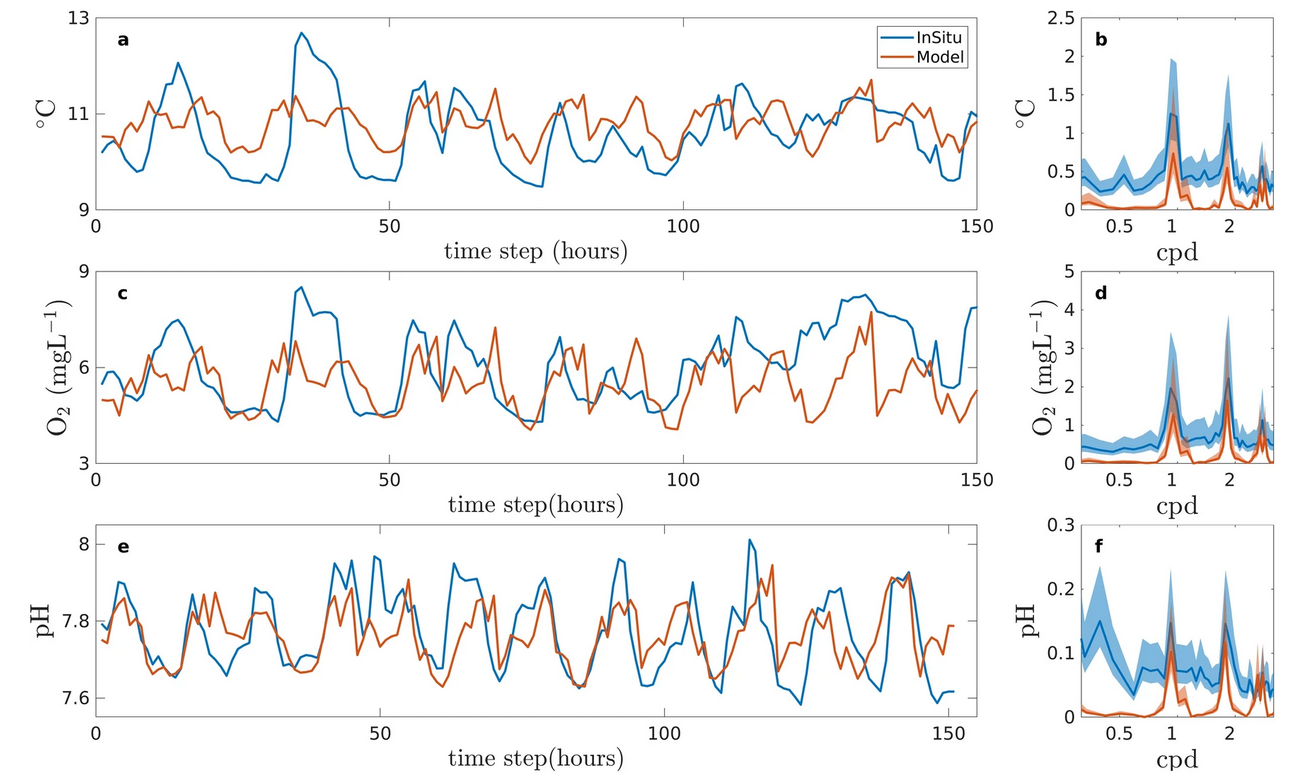 13
11
9
°C
a
InSitu
Model
0
50
100
150
time step (hours)
2.5
2
1.5
1
0.5
0
°C
b
0.5
1
2
cpd
9
6
3
O₂ (mgL⁻¹)
c
0
50
100
150
time step(hours)
5
4
3
2
1
0
O₂ (mgL⁻¹)
d
0.5
1
2
cpd
8
7.8
7.6
pH
e
0
50
100
150
time step(hours)
0.3
0.2
0.1
0
pH
f
0.5
1
2
cpd